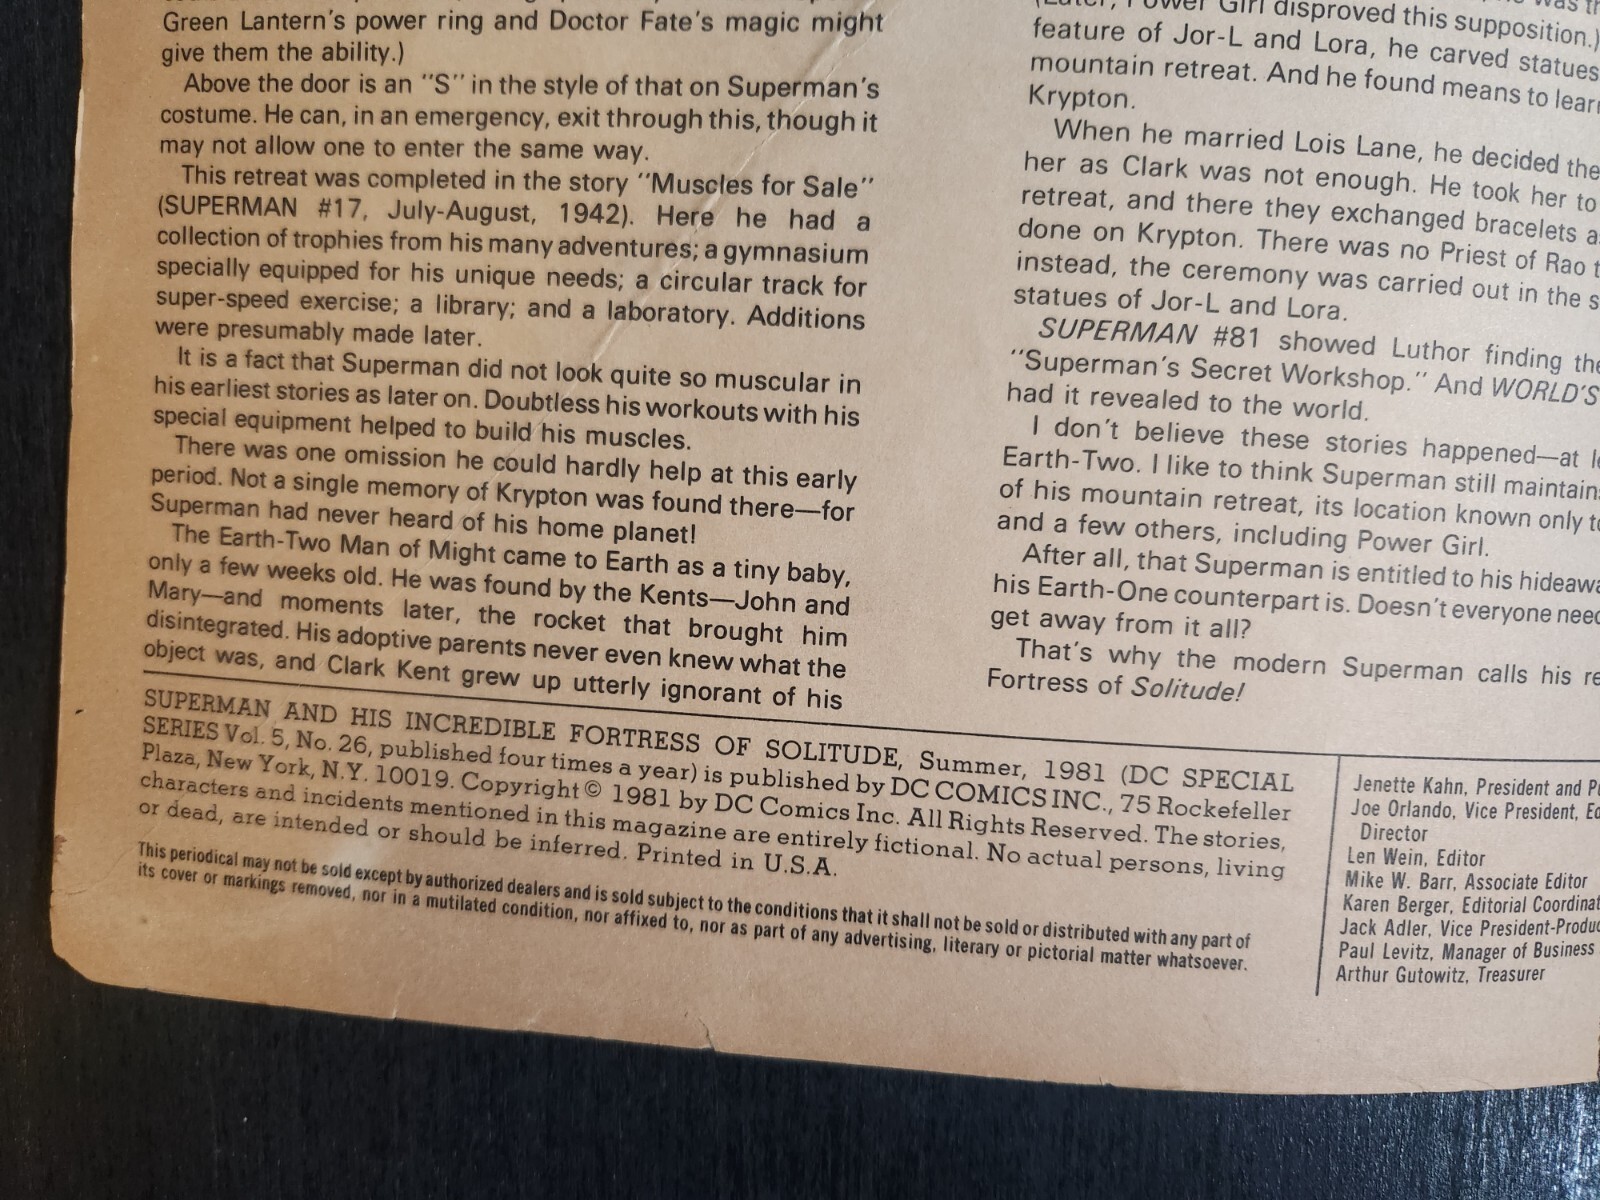 Green Lantern's power ring and Doctor Fate's magic might
give them the ability.)
Above the door is an "S" in the style of that on Superman's
costume. He can, in an emergency, exit through this, though it
may not allow one to enter the same way.
This retreat was completed in the story "Muscles for Sale"
(SUPERMAN #17, July-August, 1942). Here he had a
collection of trophies from his many adventures; a gymnasium
specially equipped for his unique needs; a circular track for
super-speed exercise; a library; and a laboratory. Additions
were presumably made later.
It is a fact that Superman did not look quite so muscular in
his earliest stories as later on. Doubtless his workouts with his
special equipment helped to build his muscles.
There was one omission he could hardly help at this early
period. Not a single memory of Krypton was found there—for
Superman had never heard of his home planet!
The Earth-Two Man of Might came to Earth as a tiny baby,
only a few weeks old. He was found by the Kents—John and
Mary—and moments later, the rocket that brought him
disintegrated. His adoptive parents never even knew what the
object was, and Clark Kent grew up utterly ignorant of his
(Later, Power Girl disproved this supposition.)
feature of Jor-L and Lora, he carved statues
mountain retreat. And he found means to
Krypton.
When he married Lois Lane, he decided
her as Clark was not enough. He took her to
retreat, and there they exchanged bracelets
done on Krypton. There was no Priest of Rao
instead, the ceremony was carried out in the
statues of Jor-L and Lora.
SUPERMAN #81 showed Luthor finding
"Superman's Secret Workshop." And WORLD'S
had it revealed to the world.
I don't believe these stories happened—at
Earth-Two. I like to think Superman still
of his mountain retreat, its location known only
and a few others, including Power Girl.
After all, that Superman is entitled to his
his Earth-One counterpart is. Doesn't everyone
get away from it all?
That's why the modern Superman calls his
Fortress of Solitude!
SUPERMAN AND HIS INCREDIBLE FORTRESS OF SOLITUDE, Summer, 1981 (DC SPECIAL
SERIES Vol. 5, No. 26, published four times a year) is published by DC COMICS INC., 75 Rockefeller
Plaza, New York, N.Y. 10019. Copyright © 1981 by DC Comics Inc. All Rights Reserved. The stories,
characters and incidents mentioned in this magazine are entirely fictional. No actual persons, living
or dead, are intended or should be inferred. Printed in U.S.A.
This periodical may not be sold except by authorized dealers and is sold subject to the conditions that it shall not be sold or distributed with any part of
its cover or markings removed, nor in a mutilated condition, nor affixed to, nor as part of any advertising, literary or pictorial matter whatsoever.
Jenette Kahn, President and
Joe Orlando, Vice President,
Director
Len Wein, Editor
Mike W. Barr, Associate Editor
Karen Berger, Editorial
Jack Adler, Vice
Paul Levitz, Manager of Business
Arthur Gutowitz, Treasurer